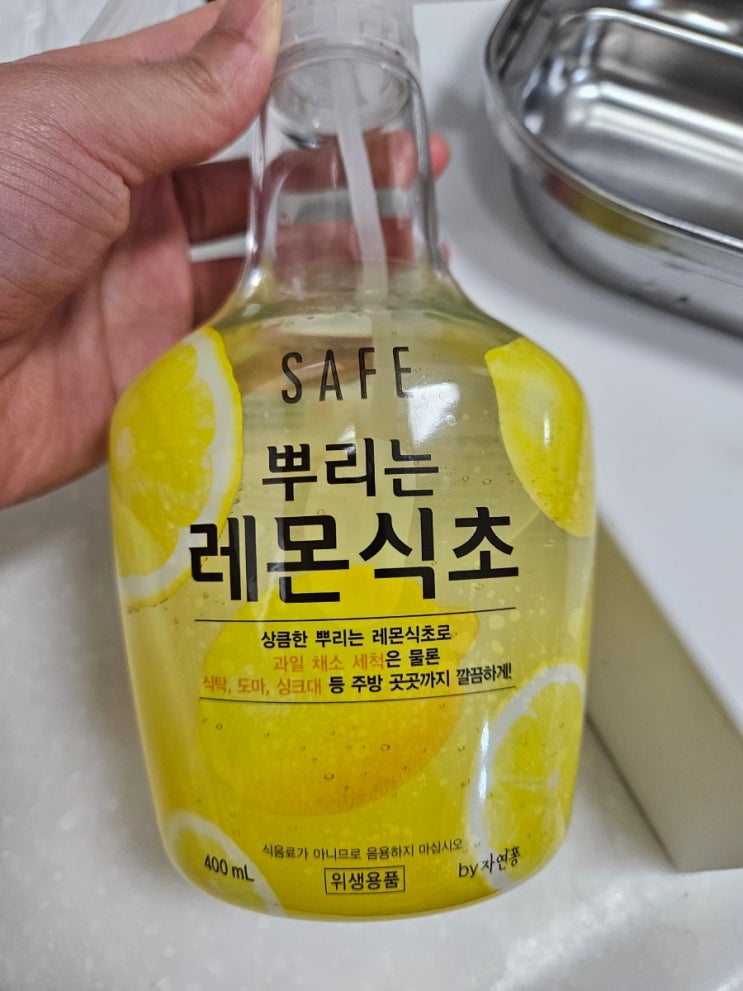 SAFE
뿌리는
레몬식초
상큼한 뿌리는 레몬식초로
과일 채소 세척은 물론
식탁, 도마, 싱크대 등 주방 곳곳까지 깔끔하게!
식음료가 아니므로 음용하지 마십시오
400 mL
위생용품
by 자연퐁